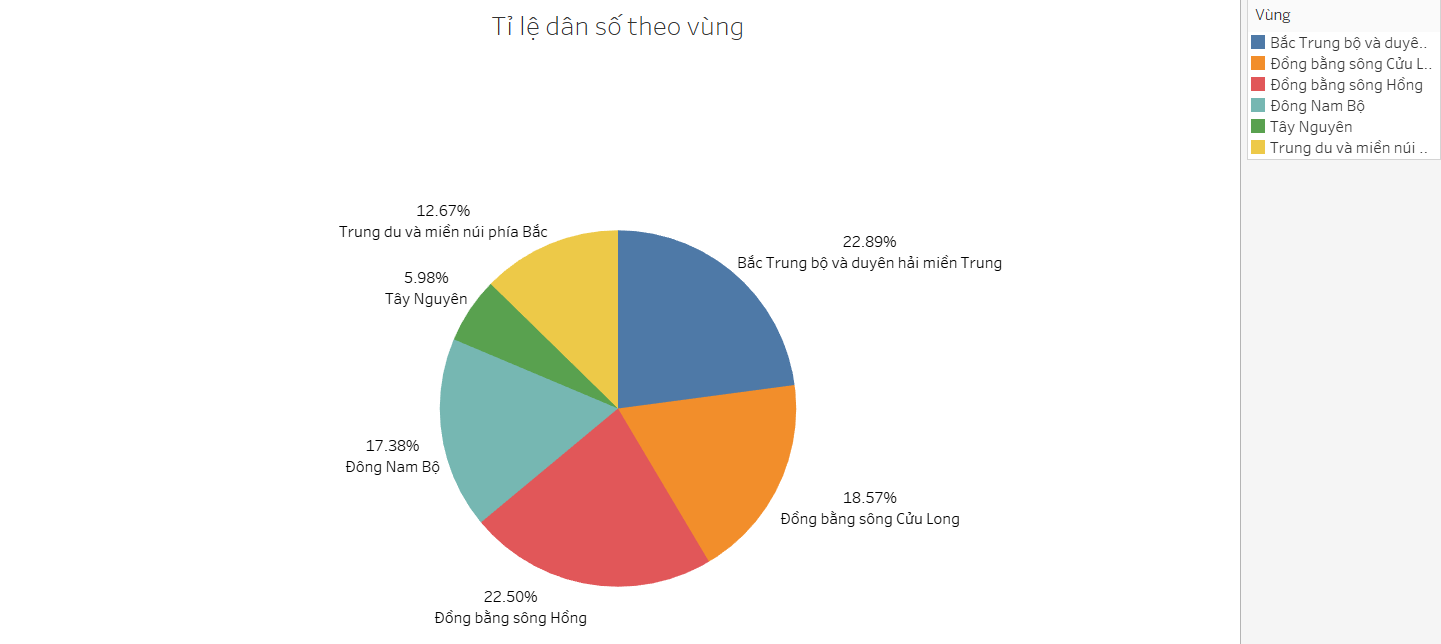 Tỉ lệ dân số theo vùng
Vùng
Bắc Trung bộ và duyê..
Đồng bằng sông Cửu L..
Đồng bằng sông Hồng
Đông Nam Bộ
Tây Nguyên
Trung du và miền núi ..
12.67%
Trung du và miền núi phía Bắc
22.89%
Bắc Trung bộ và duyên hải miền Trung
5.98%
Tây Nguyên
17.38%
Đông Nam Bộ
18.57%
Đồng bằng sông Cửu Long
22.50%
Đồng bằng sông Hồng